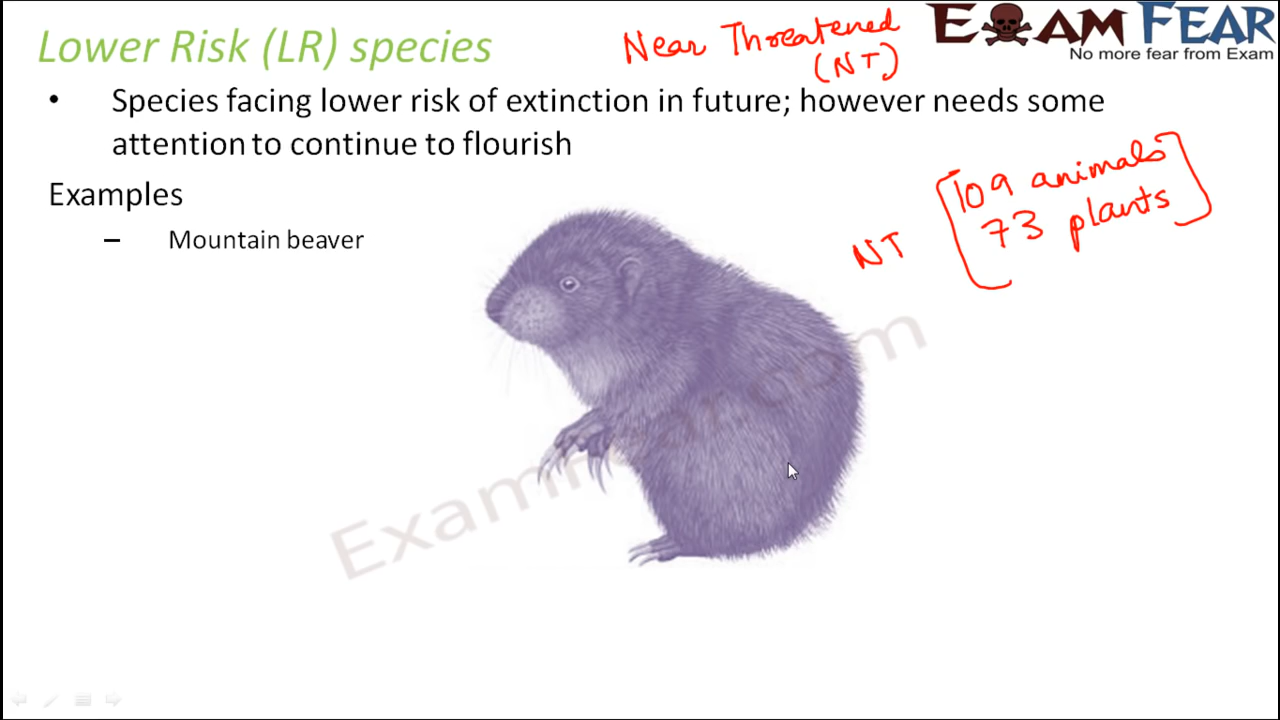 Lower Risk (LR) species
Near Threatened
(NT)
EXAM FEAR
No more fear from Exam
• Species facing lower risk of extinction in future; however needs some
attention to continue to flourish
109 animals
73 plants
NT
Examples
– Mountain beaver
Examfear.com